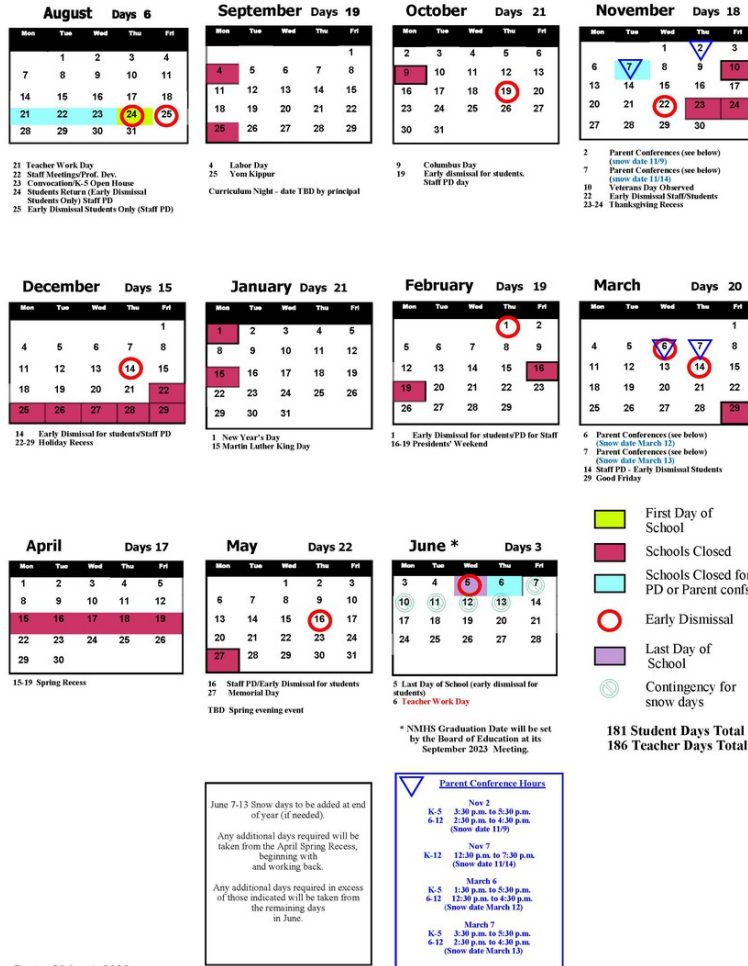 August Days 6
Mon Tue Wed Thu Fri
1 2 3 4
7 8 9 10 11
14 15 16 17 18
21 22 23 24 25
28 29 30 31
21 Teacher Work Day
22 Staff Meetings/Prof. Dev.
23 Convocation/K-5 Open House
24 Students Return (Early Dismissal
Students Only) Staff PD
25 Early Dismissal Students Only (Staff PD)
September Days 19
Mon Tue Wed Thu Fri
1
4 5 6 7 8
11 12 13 14 15
18 19 20 21 22
25 26 27 28 29
4 Labor Day
25 Yom Kippur
Curriculum Night - date TBD by principal
October Days 21
Mon Tue Wed Thu Fri
2 3 4 5 6
9 10 11 12 13
16 17 18 19 20
23 24 25 26 27
30 31
9 Columbus Day
19 Early dismissal for students.
Staff PD day
November Days 18
Mon Tue Wed Thu Fri
1 2 3
6 7 8 9 10
13 14 15 16 17
20 21 22 23 24
27 28 29 30
2 Parent Conferences (see below)
(snow date 11/9)
7 Parent Conferences (see below)
(snow date 11/14)
10 Veterans Day Observed
22 Early Dismissal Staff/Students
23-24 Thanksgiving Recess
December Days 15
Mon Tue Wed Thu Fri
1
4 5 6 7 8
11 12 13 14 15
18 19 20 21 22
25 26 27 28 29
14 Early Dismissal for students/Staff PD
22-29 Holiday Recess
January Days 21
Mon Tue Wed Thu Fri
1 2 3 4 5
8 9 10 11 12
15 16 17 18 19
22 23 24 25 26
29 30 31
1 New Year's Day
15 Martin Luther King Day
February Days 19
Mon Tue Wed Thu Fri
1 2
5 6 7 8 9
12 13 14 15 16
19 20 21 22 23
26 27 28 29
1 Early Dismissal for students/PD for Staff
16-19 Presidents' Weekend
March Days 20
Mon Tue Wed Thu Fri
1
4 5 6 7 8
11 12 13 14 15
18 19 20 21 22
25 26 27 28 29
6 Parent Conferences (see below)
(Snow date March 12)
7 Parent Conferences (see below)
(Snow date March 13)
14 Staff PD - Early Dismissal Students
29 Good Friday
April Days 17
Mon Tue Wed Thu Fri
1 2 3 4 5
8 9 10 11 12
15 16 17 18 19
22 23 24 25 26
29 30
15-19 Spring Recess
May Days 22
Mon Tue Wed Thu Fri
1 2 3
6 7 8 9 10
13 14 15 16 17
20 21 22 23 24
27 28 29 30 31
16 Staff PD/Early Dismissal for students
27 Memorial Day
TBD Spring evening event
June * Days 3
Mon Tue Wed Thu Fri
3 4 5 6 7
10 11 12 13 14
17 18 19 20 21
24 25 26 27 28
5 Last Day of School (early dismissal for
students)
6 Teacher Work Day
* NMHS Graduation Date will be set
by the Board of Education at its
September 2023 Meeting.
First Day of
School
Schools Closed
Schools Closed for
PD or Parent confs
Early Dismissal
Last Day of
School
Contingency for
snow days
181 Student Days Total
186 Teacher Days Total
June 7-13 Snow days to be added at end
of year (if needed).
Any additional days required will be
taken from the April Spring Recess,
beginning with
and working back.
Any additional days required in excess
of those indicated will be taken from
the remaining days
in June.
Parent Conference Hours
Nov 2
K-5 3:30 p.m. to 5:30 p.m.
6-12 2:30 p.m. to 4:30 p.m.
(Snow date 11/9)
Nov 7
K-12 12:30 p.m. to 7:30 p.m.
(Snow date 11/14)
March 6
K-5 1:30 p.m. to 5:30 p.m.
6-12 12:30 p.m. to 4:30 p.m.
(Snow date March 12)
March 7
K-5 3:30 p.m. to 5:30 p.m.
6-12 2:30 p.m. to 4:30 p.m.
(Snow date March 13)